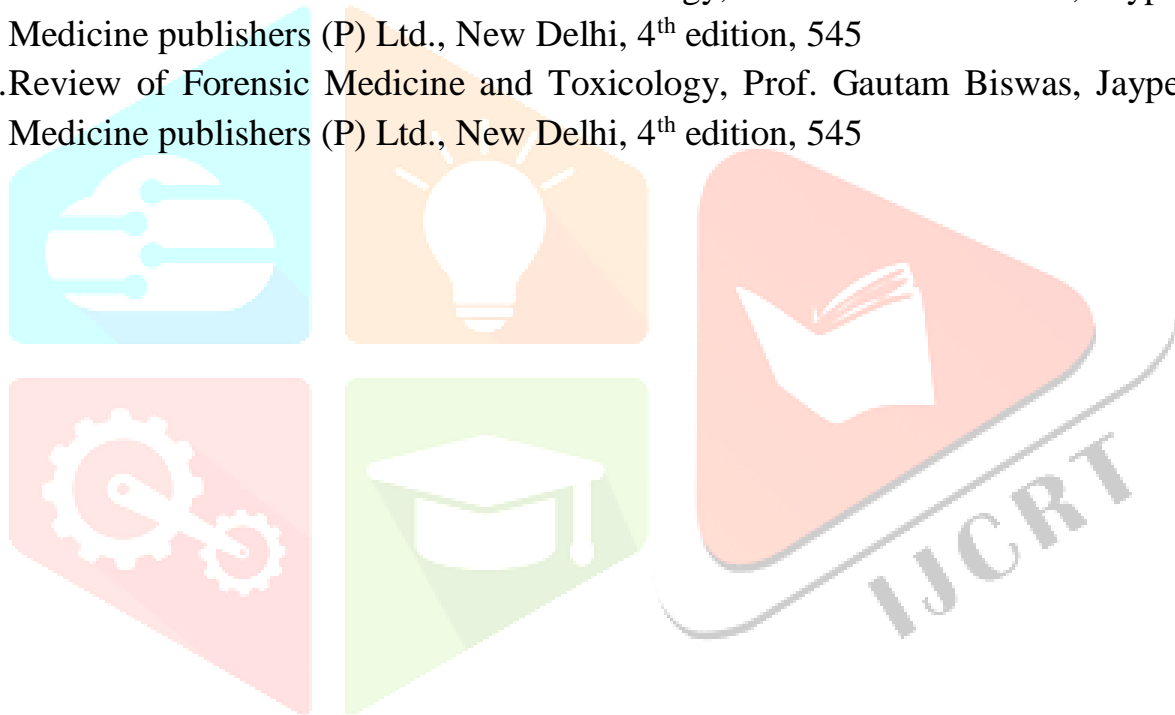 Medicine publishers (P) Ltd., New Delhi, 4th edition, 545
.Review of Forensic Medicine and Toxicology, Prof. Gautam Biswas, Jaype
Medicine publishers (P) Ltd., New Delhi, 4th edition, 545
IJCRT